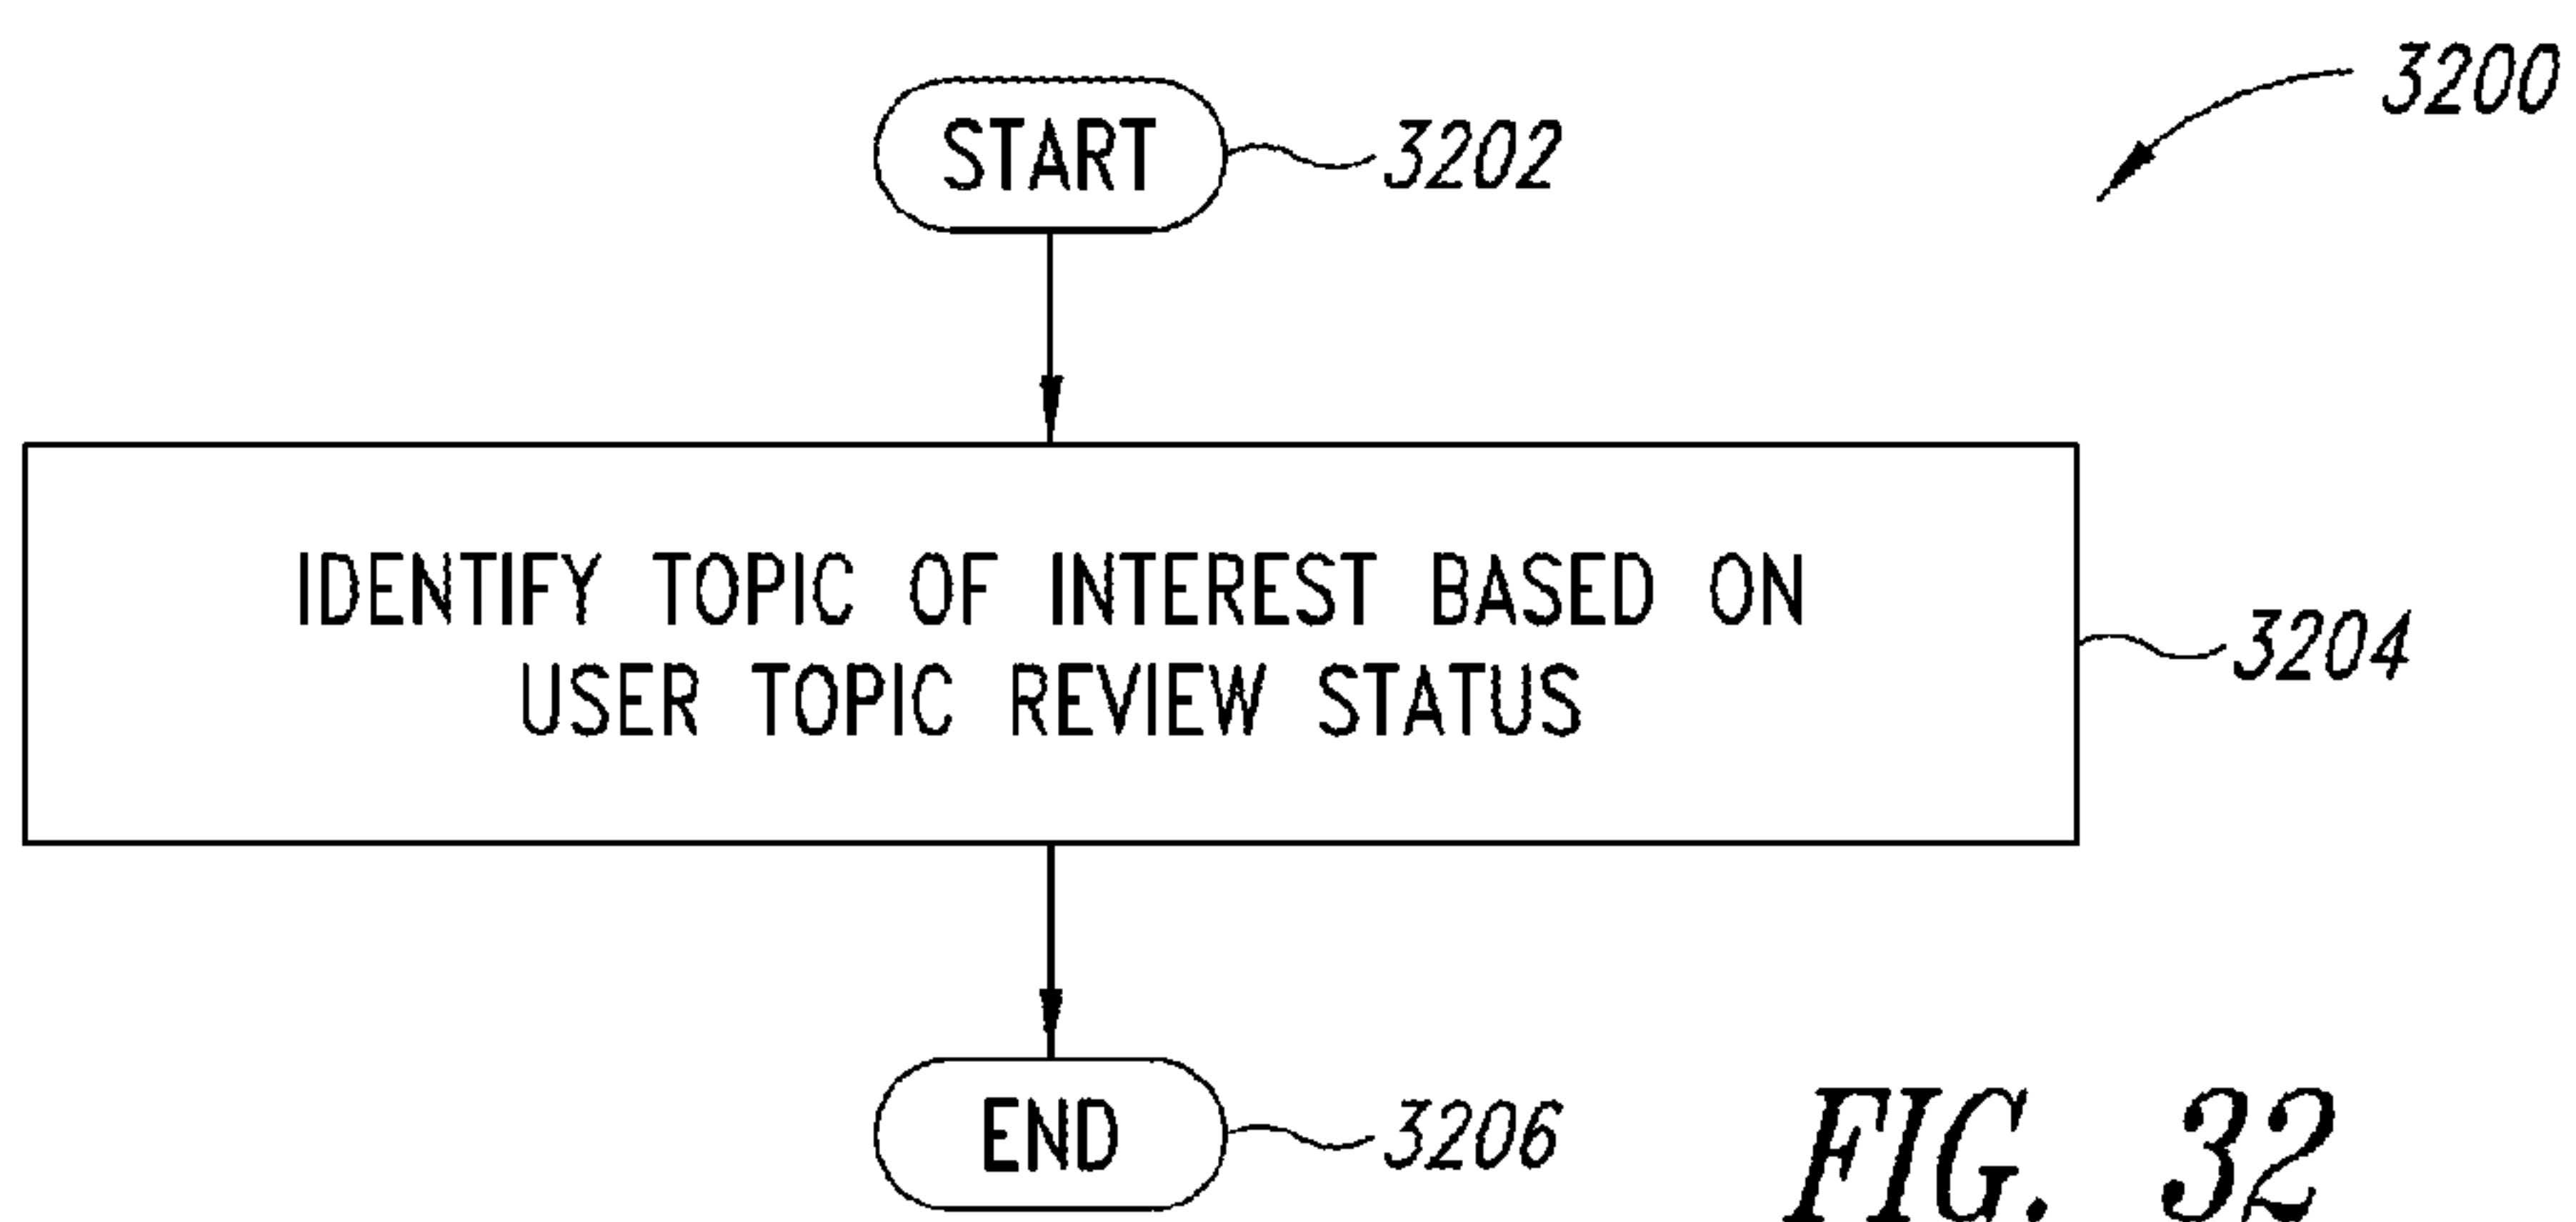 3200
START
3202
IDENTIFY TOPIC OF INTEREST BASED ON
USER TOPIC REVIEW STATUS
3204
END
3206
FIG. 32